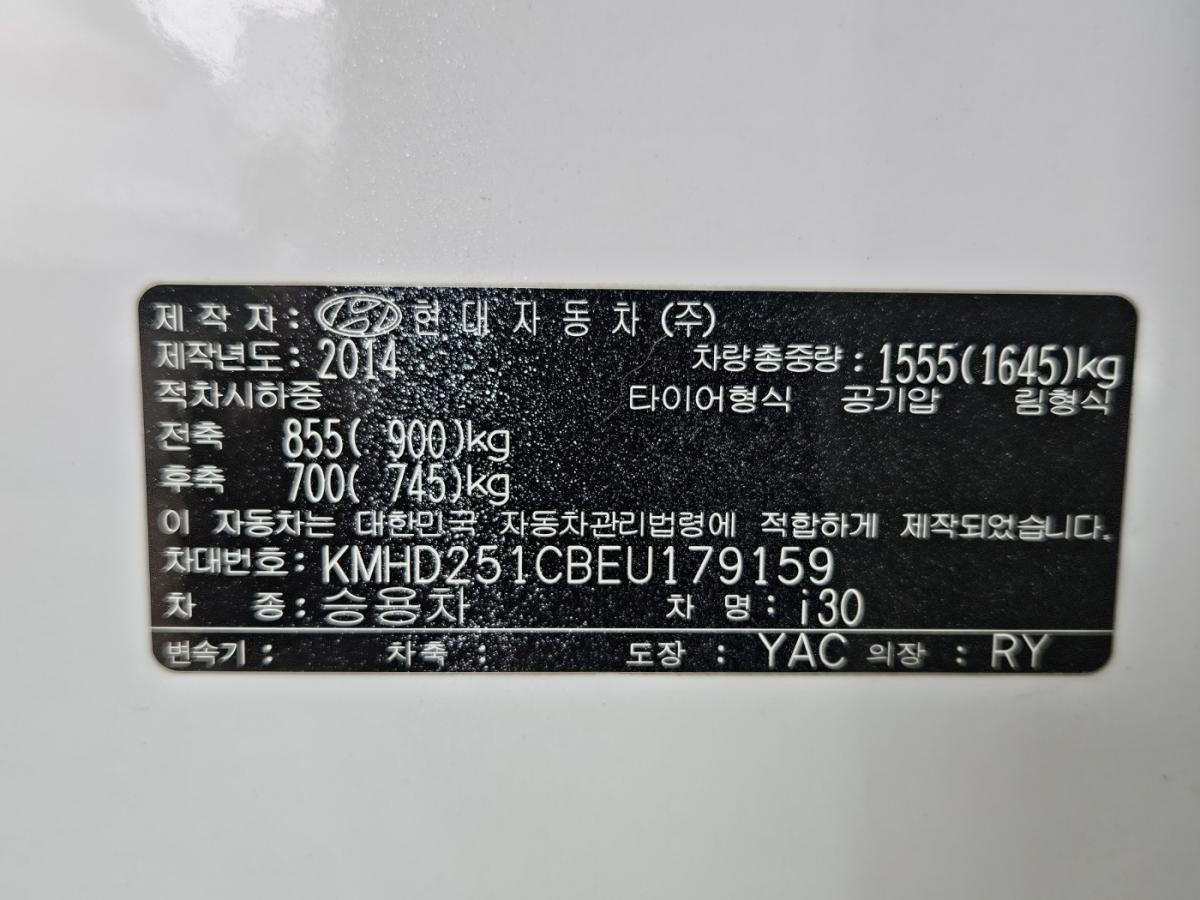 제 작 자 : 현 대 자 동 차 (주)
제작년도 : 2014 차량총중량 : 1555(1645)kg
적차시하중 타이어형식 공기압 림형식
전축 855( 900)kg
후축 700( 745)kg
이 자동차는 대한민국 자동차관리법령에 적합하게 제작되었습니다.
차대번호 : KMHD251CBEU179159
차 종 : 승용차 차 명 : i30
변속기 : 차축 : 도장 : YAC 의장 : RY